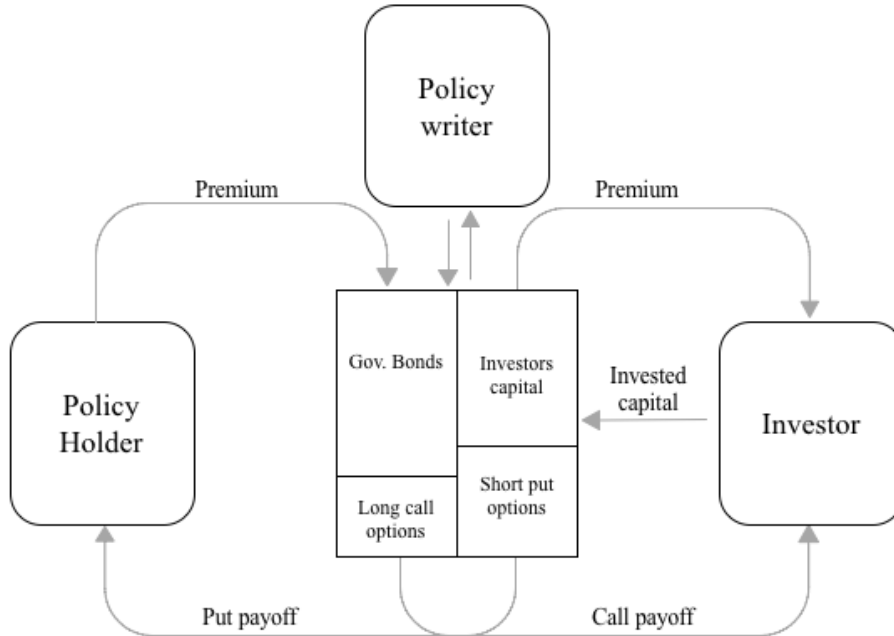 Policy
writer
Premium
Premium
Gov. Bonds
Investors
capital
Invested
capital
Policy
Holder
Investor
Long call
options
Short put
options
Put payoff
Call payoff